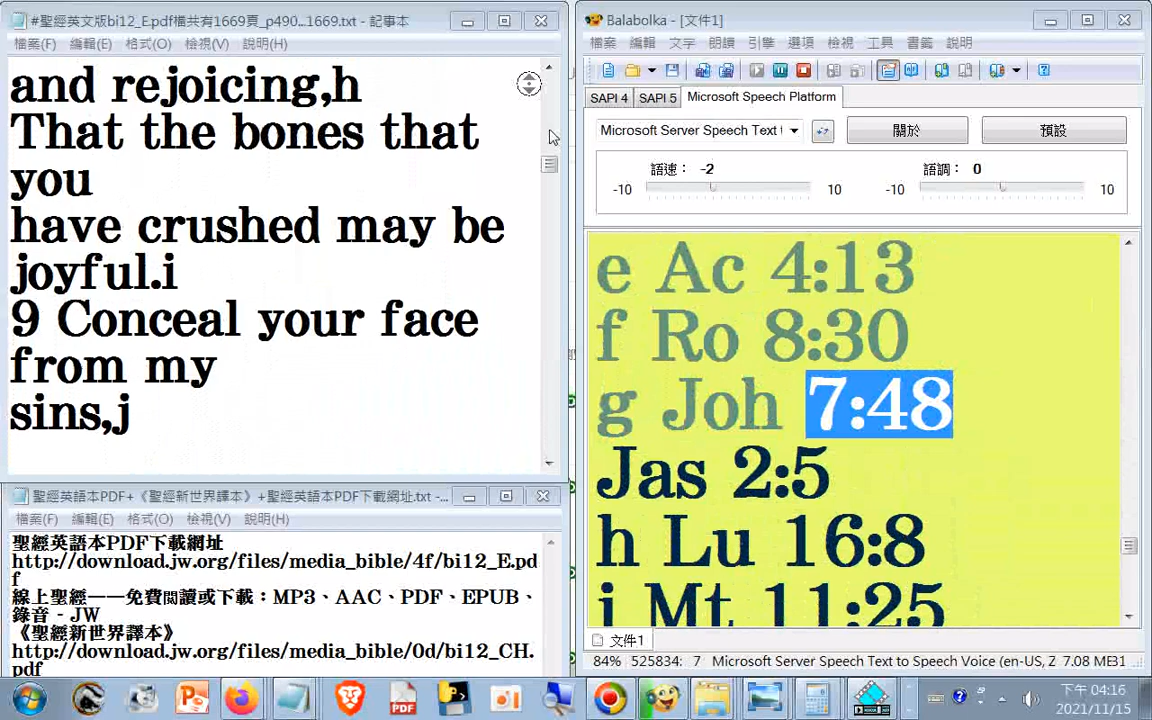 #聖經英文版bi12_E.pdf檔共有1669頁_p490...1669.txt - 記事本
檔案(F) 編輯(E) 格式(O) 檢視(V) 說明(H)
and rejoicing,h
That the bones that
you
have crushed may be
joyful.i
9 Conceal your face
from my
sins,j
聖經英語本PDF+《聖經新世界譯本》+聖經英語本PDF下載網址.txt -...
檔案(F) 編輯(E) 格式(O) 檢視(V) 說明(H)
聖經英語本PDF下載網址
http://download.jw.org/files/media_bible/4f/bi12_E.pd
f
線上聖經——免費閱讀或下載：MP3、AAC、PDF、EPUB、
錄音 - JW
《聖經新世界譯本》
http://download.jw.org/files/media_bible/0d/bi12_CH.
pdf
Balabolka - [文件1]
檔案 編輯 文字 朗讀 引擎 選項 檢視 工具 書籤 說明
SAPI 4 SAPI 5 Microsoft Speech Platform
Microsoft Server Speech Text 關於 預設
語速： -2 語調： 0
-10 10 -10 10
e Ac 4:13
f Ro 8:30
g Joh 7:48
Jas 2:5
h Lu 16:8
i Mt 11:25
文件1
84% 525834: 7 Microsoft Server Speech Text to Speech Voice (en-US, Z 7.08 MB
下午 04:16
2021/11/15